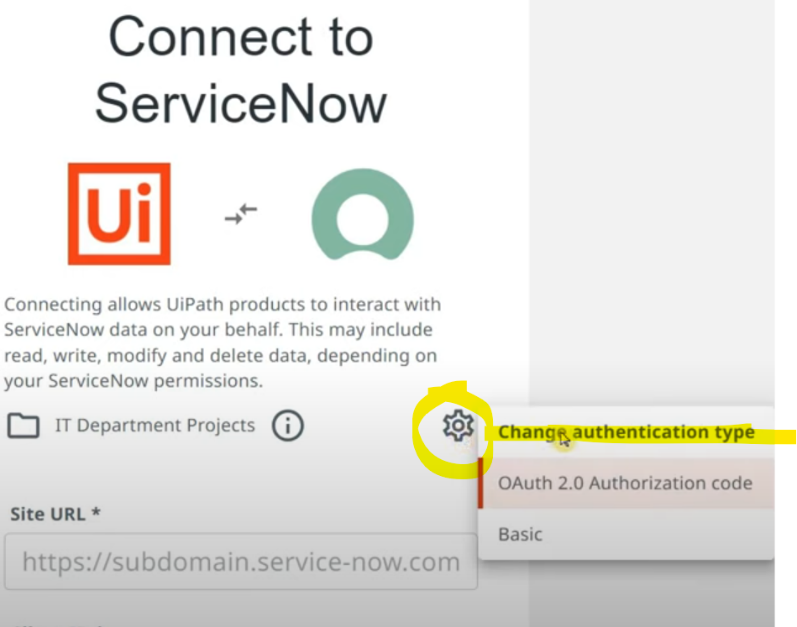 Connect to
ServiceNow
Ui
Connecting allows UiPath products to interact with
ServiceNow data on your behalf. This may include
read, write, modify and delete data, depending on
your ServiceNow permissions.
IT Department Projects
Change authentication type
OAuth 2.0 Authorization code
Basic
Site URL *
https://subdomain.service-now.com